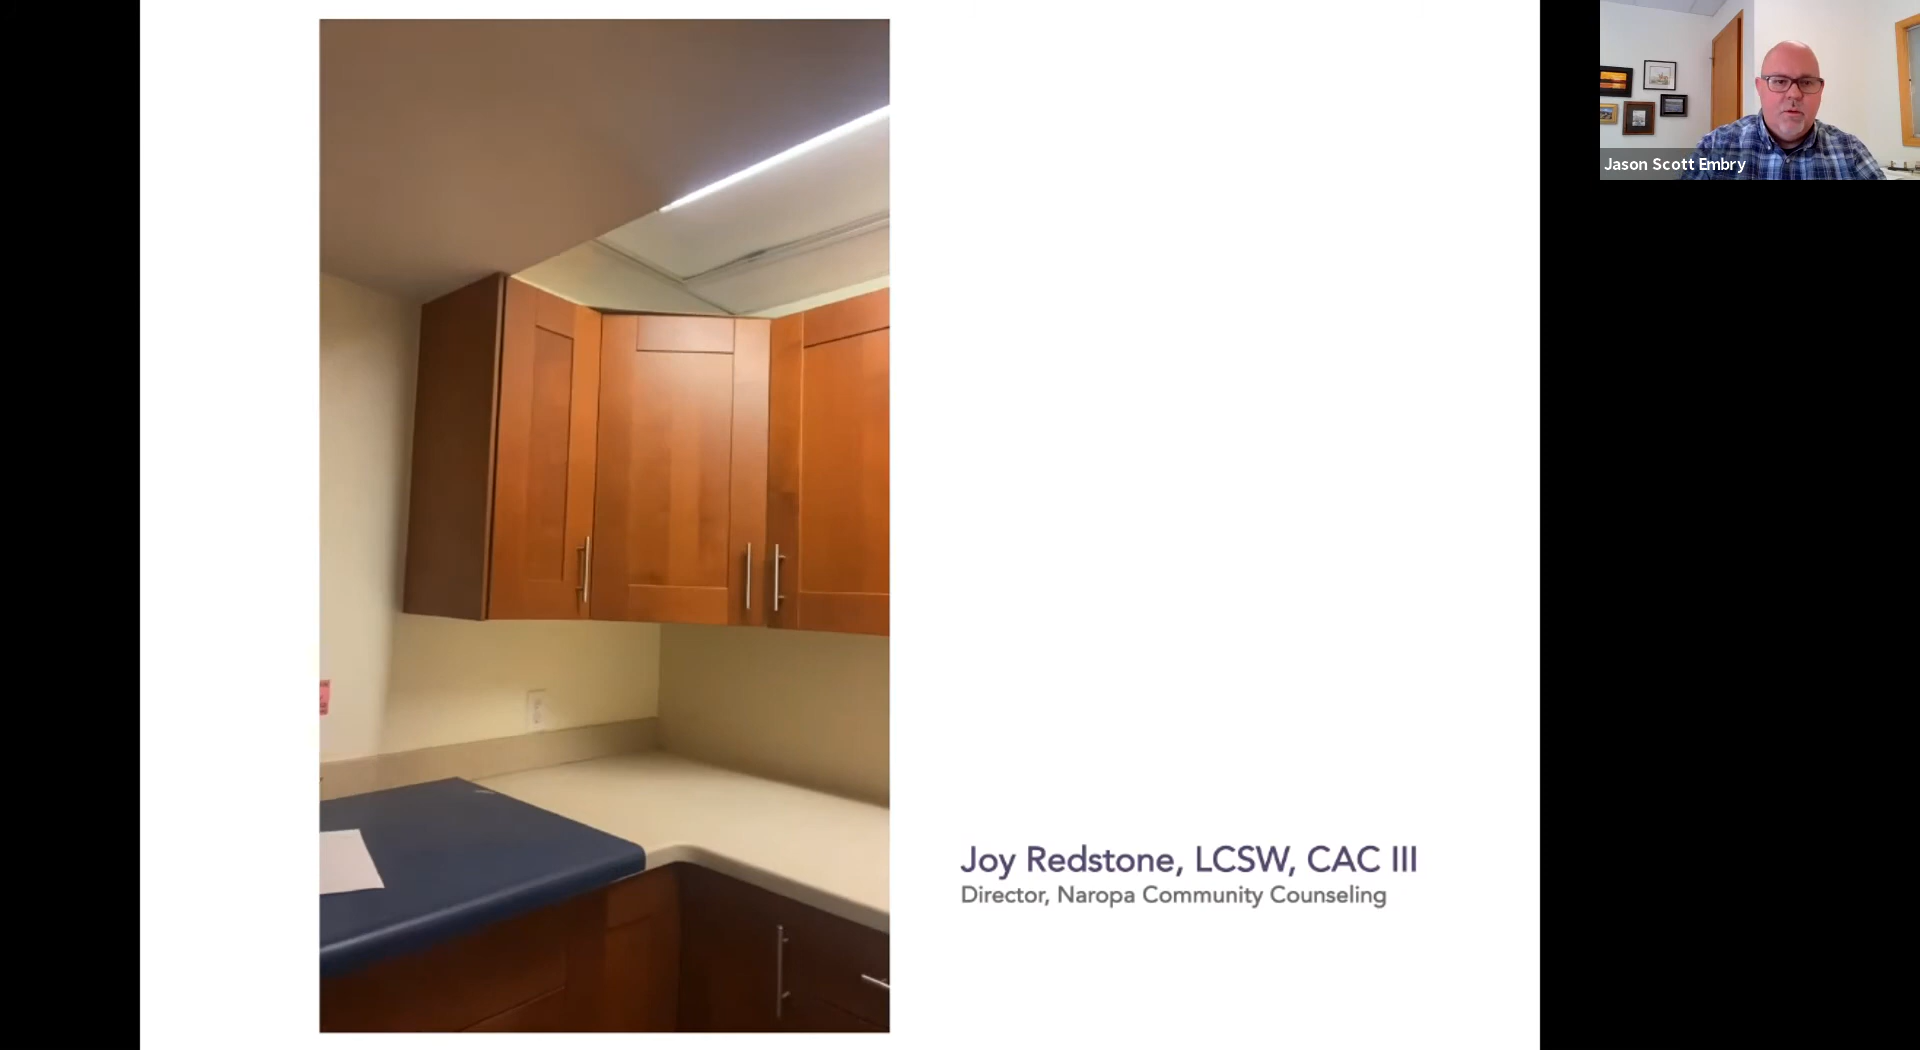 Jason Scott Embry
Joy Redstone, LCSW, CAC III
Director, Naropa Community Counseling